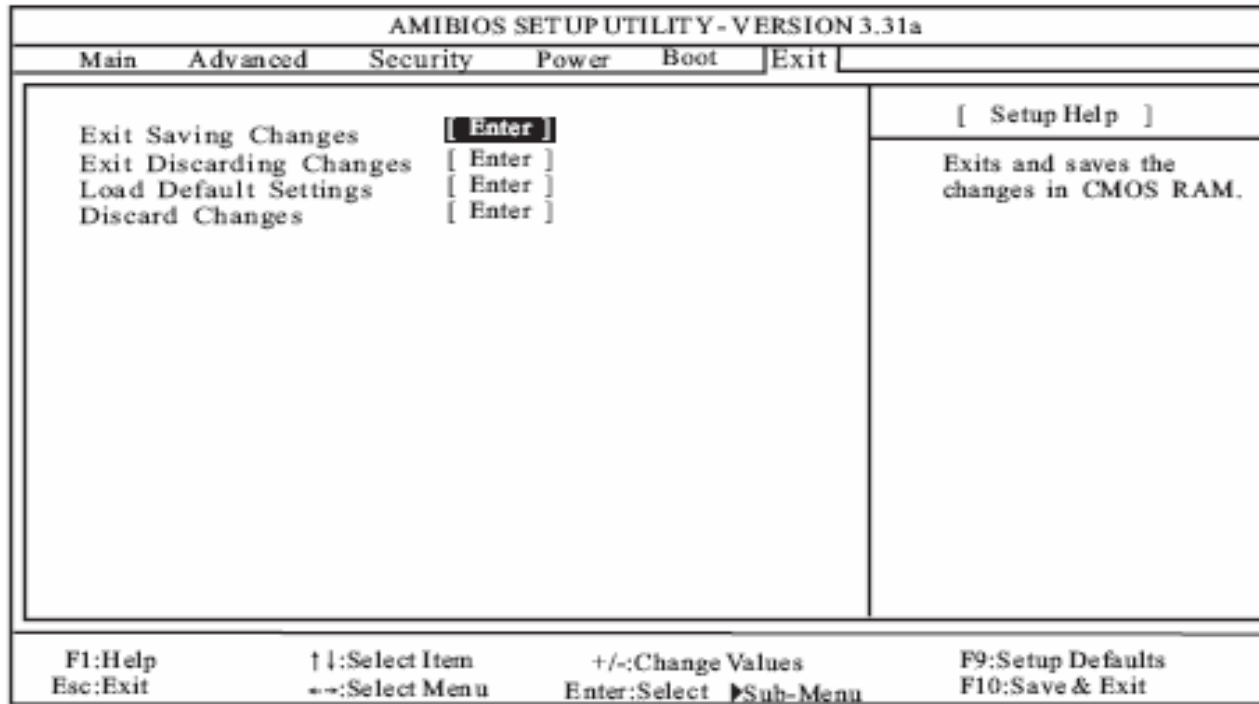 AMIBIOS SETUP UTILITY - VERSION 3.31a
Main Advanced Security Power Boot Exit
Exit Saving Changes [ Enter ]
Exit Discarding Changes [ Enter ]
Load Default Settings [ Enter ]
Discard Changes [ Enter ]
[ Setup Help ]
Exits and saves the
changes in CMOS RAM.
F1:Help ↑↓:Select Item +/-:Change Values F9:Setup Defaults
Esc:Exit ←→:Select Menu Enter:Select ▶Sub-Menu F10:Save & Exit